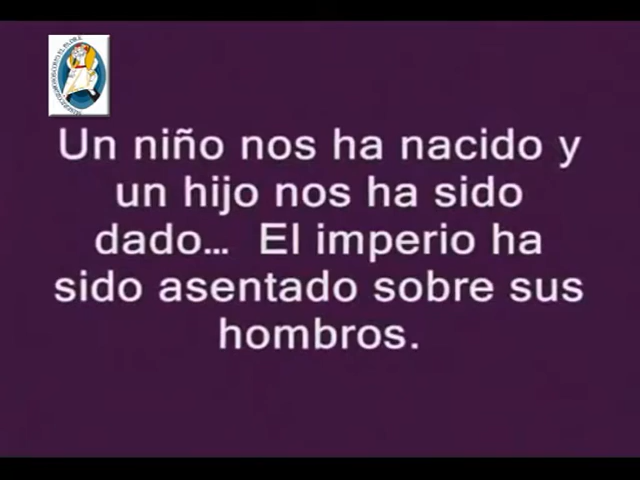 Un niño nos ha nacido y
un hijo nos ha sido
dado... El imperio ha
sido asentado sobre sus
hombros.